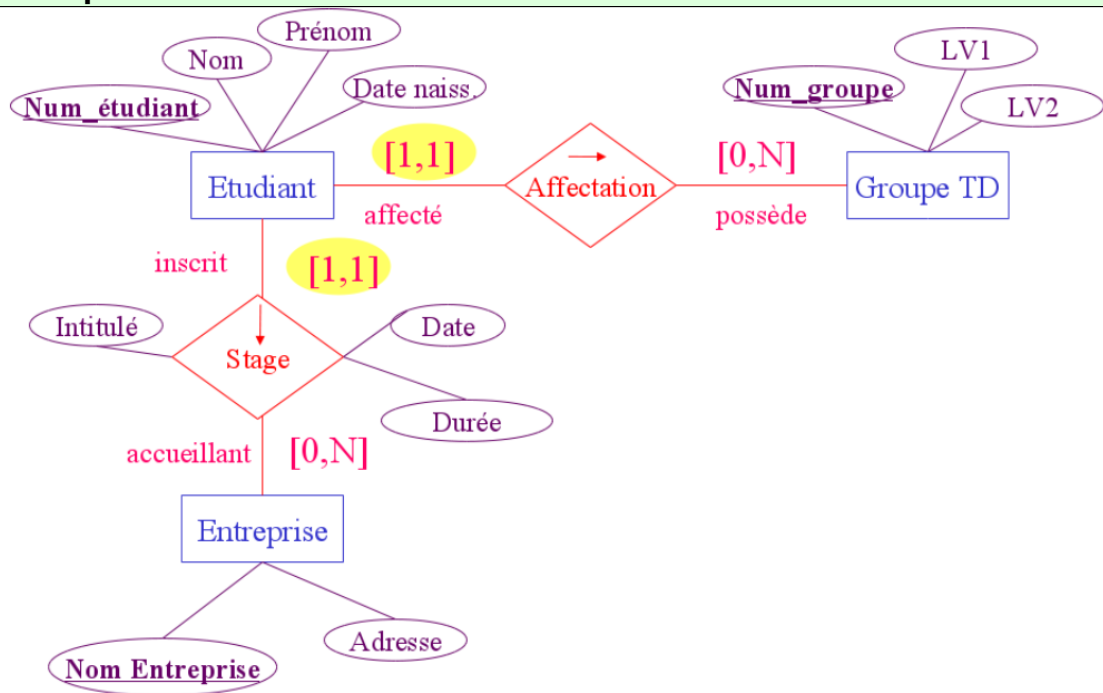 Prénom
LV1
Nom
Date naiss.
Num_groupe
Num_étudiant
LV2
[1,1]
[0,N]
Etudiant
Affectation
Groupe TD
affecté
possède
inscrit
[1,1]
Intitulé
Date
Stage
Durée
accueillant
[0,N]
Entreprise
Adresse
Nom Entreprise